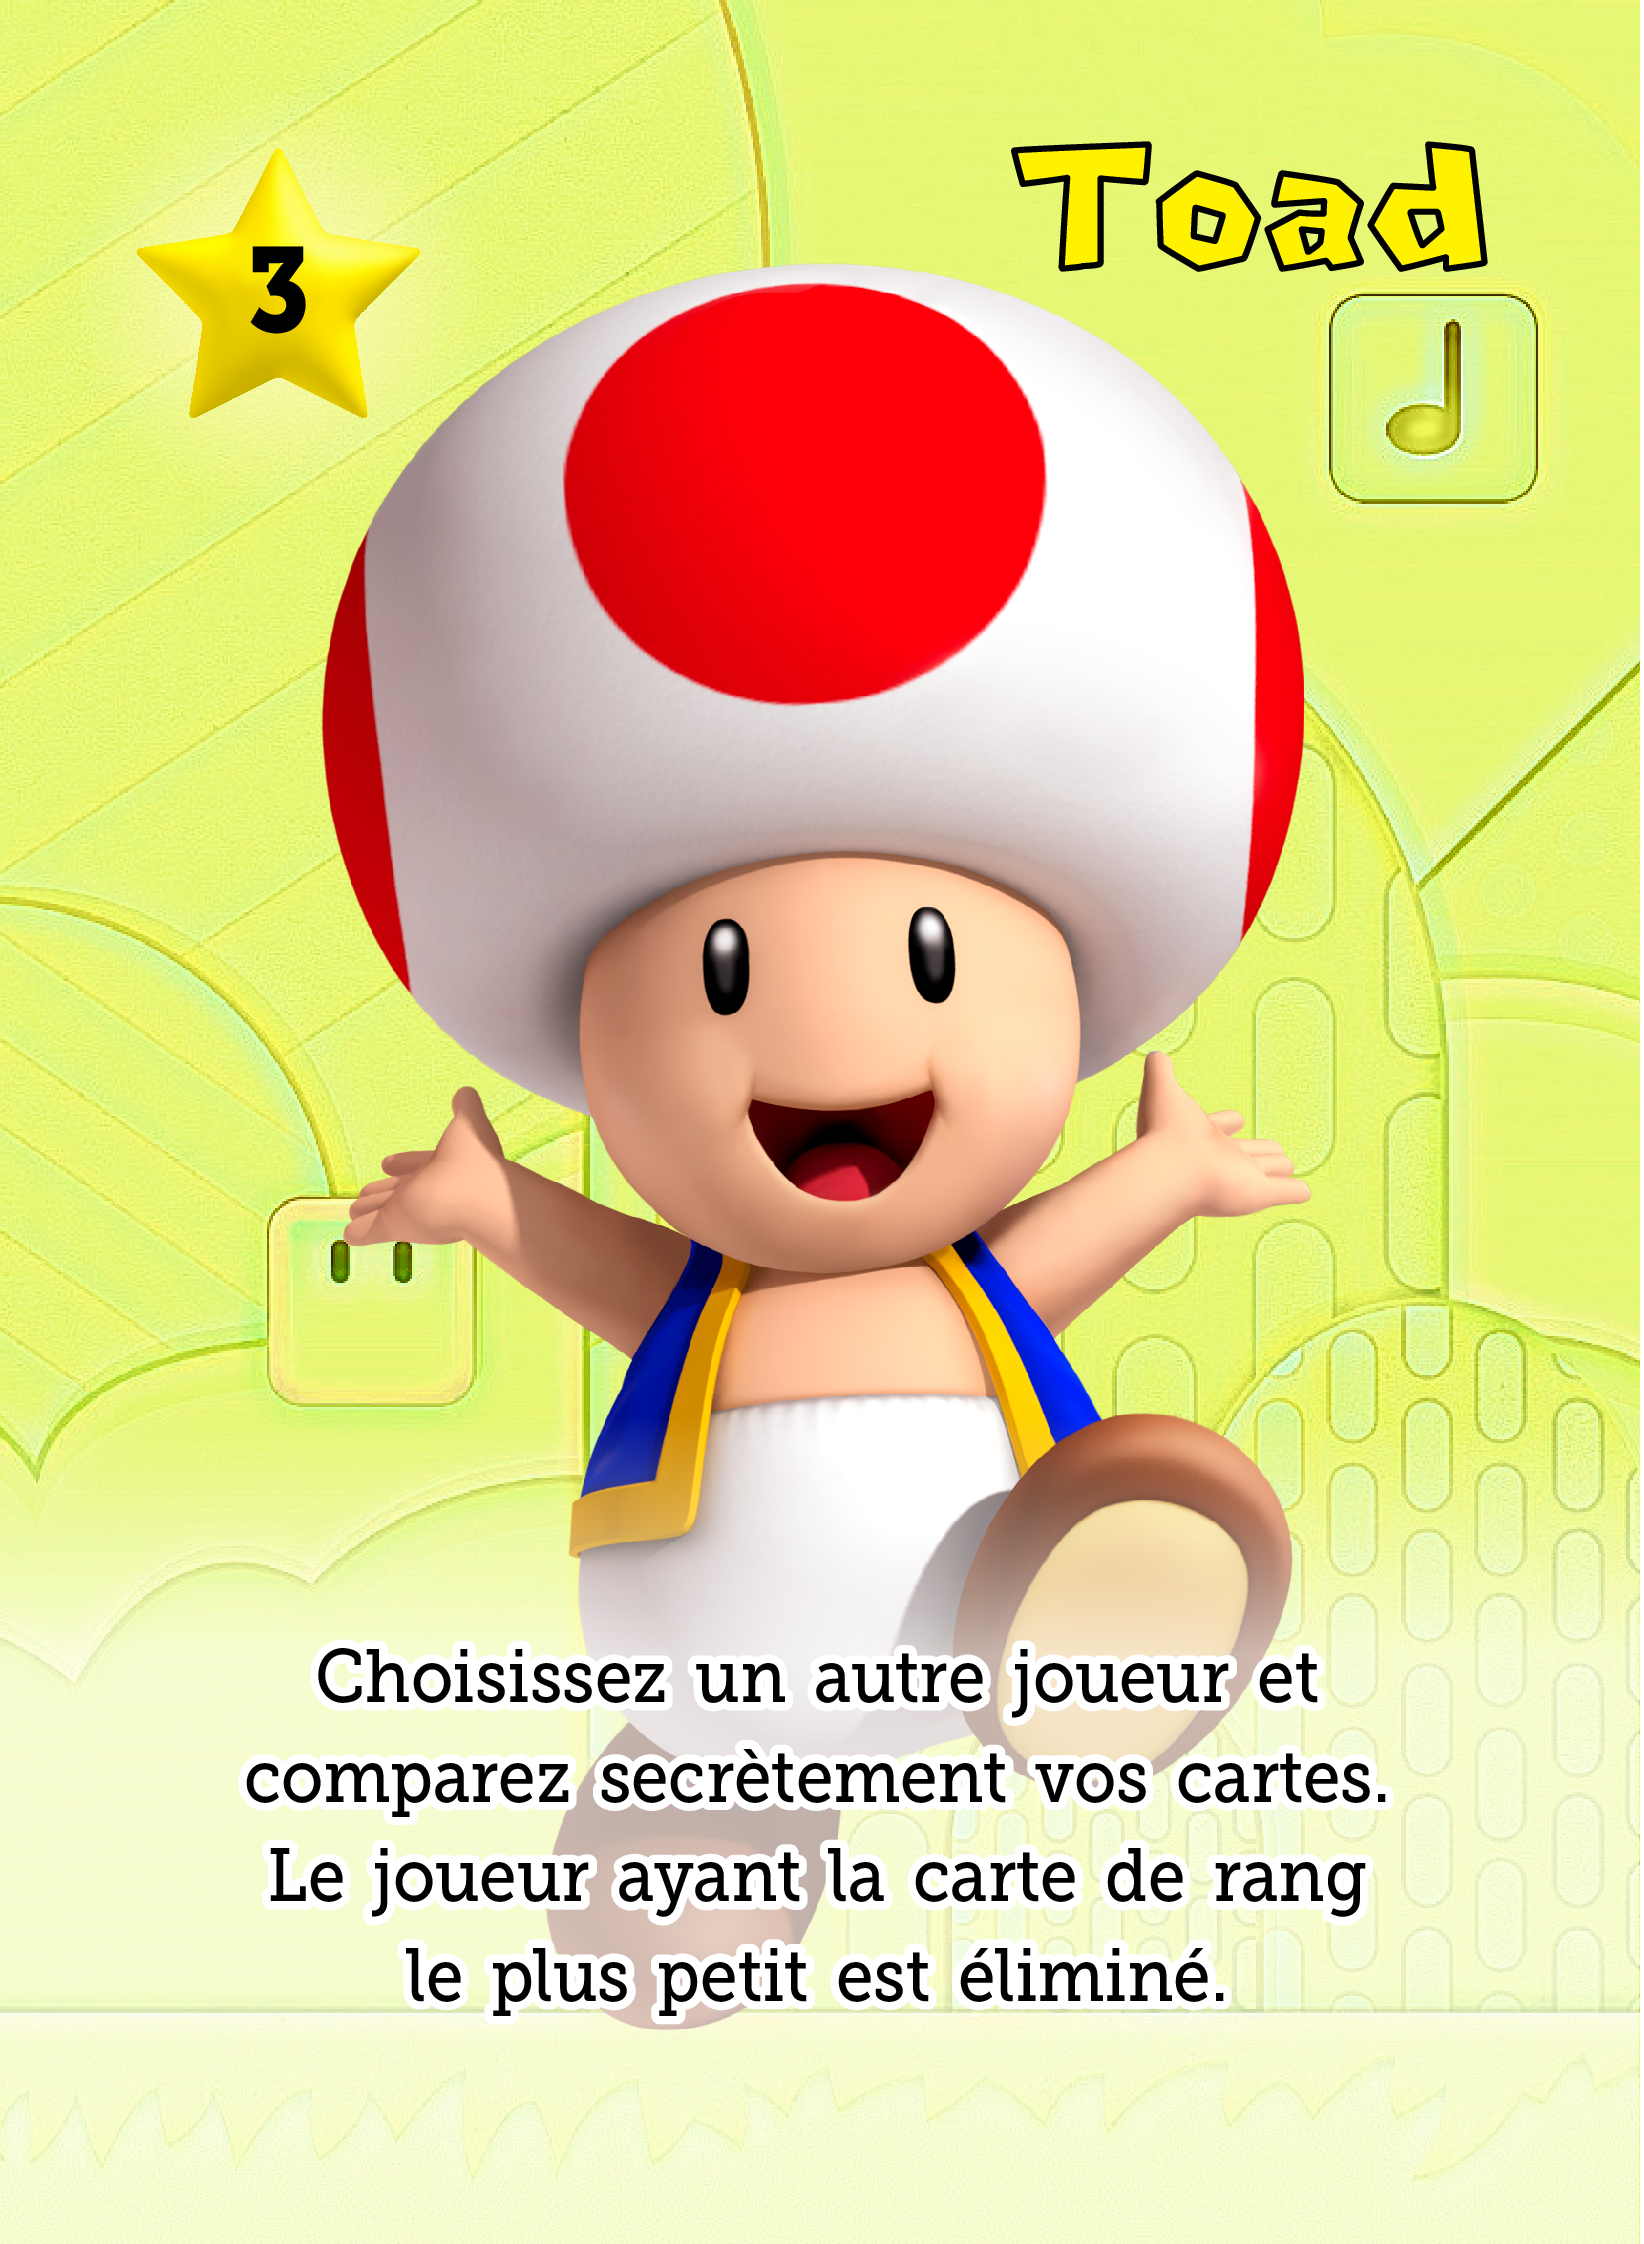 3
Toad
Choisissez un autre joueur et
comparez secrètement vos cartes.
Le joueur ayant la carte de rang
le plus petit est éliminé.